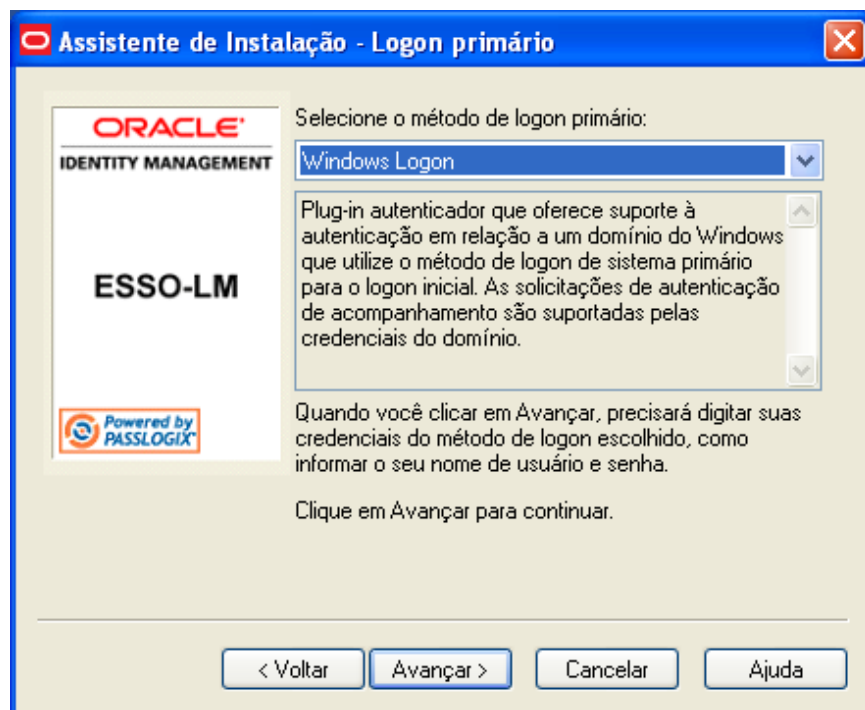 Assistente de Instalação - Logon primário
ORACLE
IDENTITY MANAGEMENT
ESSO-LM
Powered by
PASSLOGIX
Selecione o método de logon primário:
Windows Logon
Plug-in autenticador que oferece suporte à
autenticação em relação a um domínio do Windows
que utilize o método de logon de sistema primário
para o logon inicial. As solicitações de autenticação
de acompanhamento são suportadas pelas
credenciais do domínio.
Quando você clicar em Avançar, precisará digitar suas
credenciais do método de logon escolhido, como
informar o seu nome de usuário e senha.
Clique em Avançar para continuar.
< Voltar
Avançar >
Cancelar
Ajuda